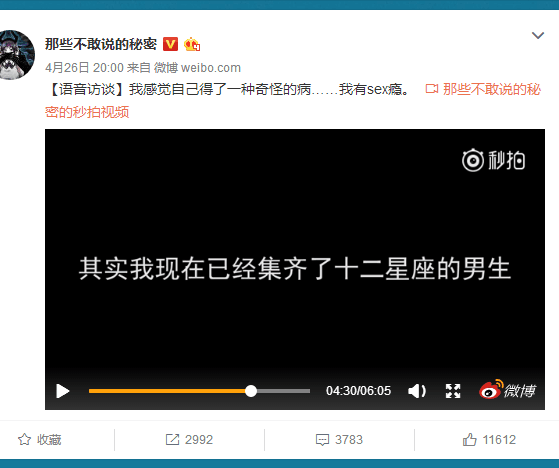 那些不敢说的秘密
4月26日 20:00 来自 微博 weibo.com
【语音访谈】我感觉自己得了一种奇怪的病……我有sex瘾。 那些不敢说的秘
密的秒拍视频
秒拍
其实我现在已经集齐了十二星座的男生
04:30/06:05 微博
收藏 2992 3783 11612